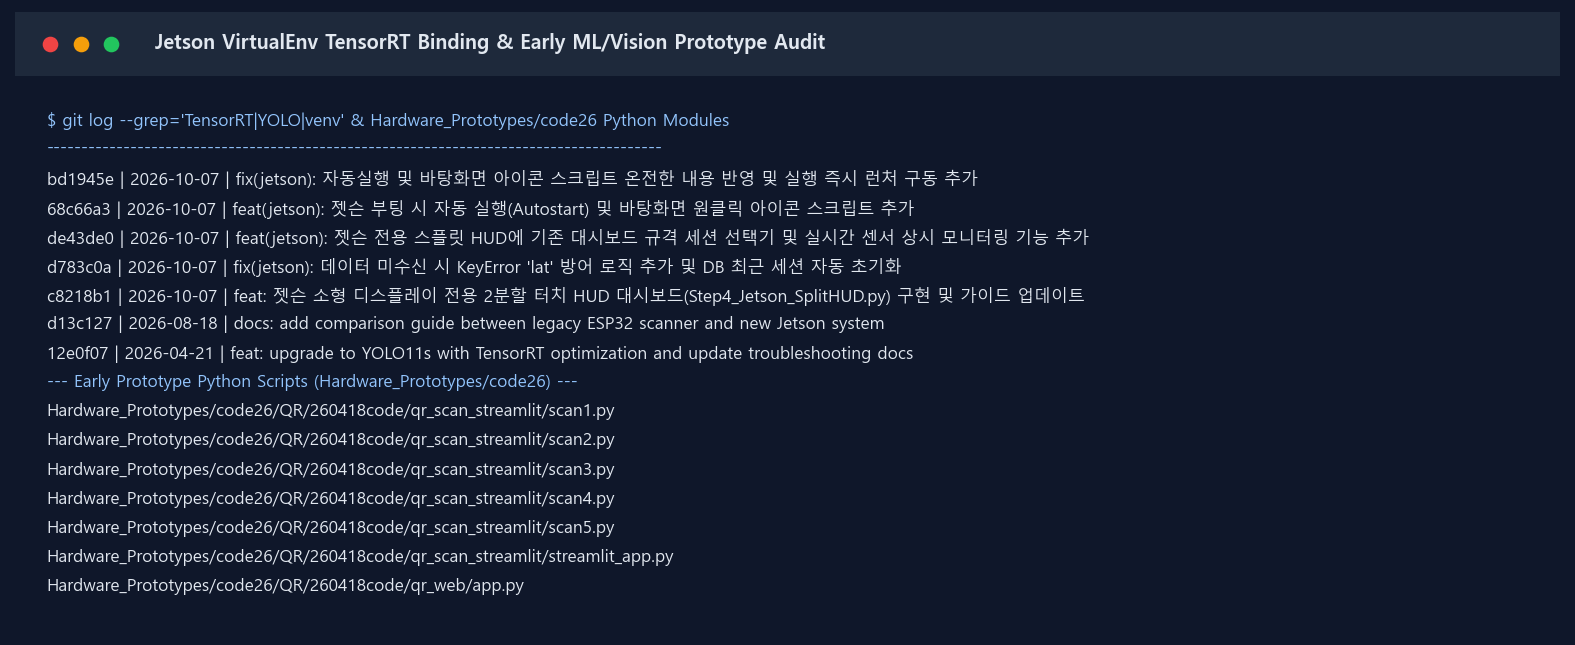 Jetson VirtualEnv TensorRT Binding & Early ML/Vision Prototype Audit
$ git log --grep='TensorRT|YOLO|venv' & Hardware_Prototypes/code26 Python Modules
------------------------------------------------------------------------------------------
bd1945e | 2026-10-07 | fix(jetson): 자동실행 및 바탕화면 아이콘 스크립트 온전한 내용 반영 및 실행 즉시 런처 구동 추가
68c66a3 | 2026-10-07 | feat(jetson): 젯슨 부팅 시 자동 실행(Autostart) 및 바탕화면 원클릭 아이콘 스크립트 추가
de43de0 | 2026-10-07 | feat(jetson): 젯슨 전용 스플릿 HUD에 기존 대시보드 규격 세션 선택기 및 실시간 센서 상시 모니터링 기능 추가
d783c0a | 2026-10-07 | fix(jetson): 데이터 미수신 시 KeyError 'lat' 방어 로직 추가 및 DB 최근 세션 자동 초기화
c8218b1 | 2026-10-07 | feat: 젯슨 소형 디스플레이 전용 2분할 터치 HUD 대시보드(Step4_Jetson_SplitHUD.py) 구현 및 가이드 업데이트
d13c127 | 2026-08-18 | docs: add comparison guide between legacy ESP32 scanner and new Jetson system
12e0f07 | 2026-04-21 | feat: upgrade to YOLO11s with TensorRT optimization and update troubleshooting docs
--- Early Prototype Python Scripts (Hardware_Prototypes/code26) ---
Hardware_Prototypes/code26/QR/260418code/qr_scan_streamlit/scan1.py
Hardware_Prototypes/code26/QR/260418code/qr_scan_streamlit/scan2.py
Hardware_Prototypes/code26/QR/260418code/qr_scan_streamlit/scan3.py
Hardware_Prototypes/code26/QR/260418code/qr_scan_streamlit/scan4.py
Hardware_Prototypes/code26/QR/260418code/qr_scan_streamlit/scan5.py
Hardware_Prototypes/code26/QR/260418code/qr_scan_streamlit/streamlit_app.py
Hardware_Prototypes/code26/QR/260418code/qr_web/app.py